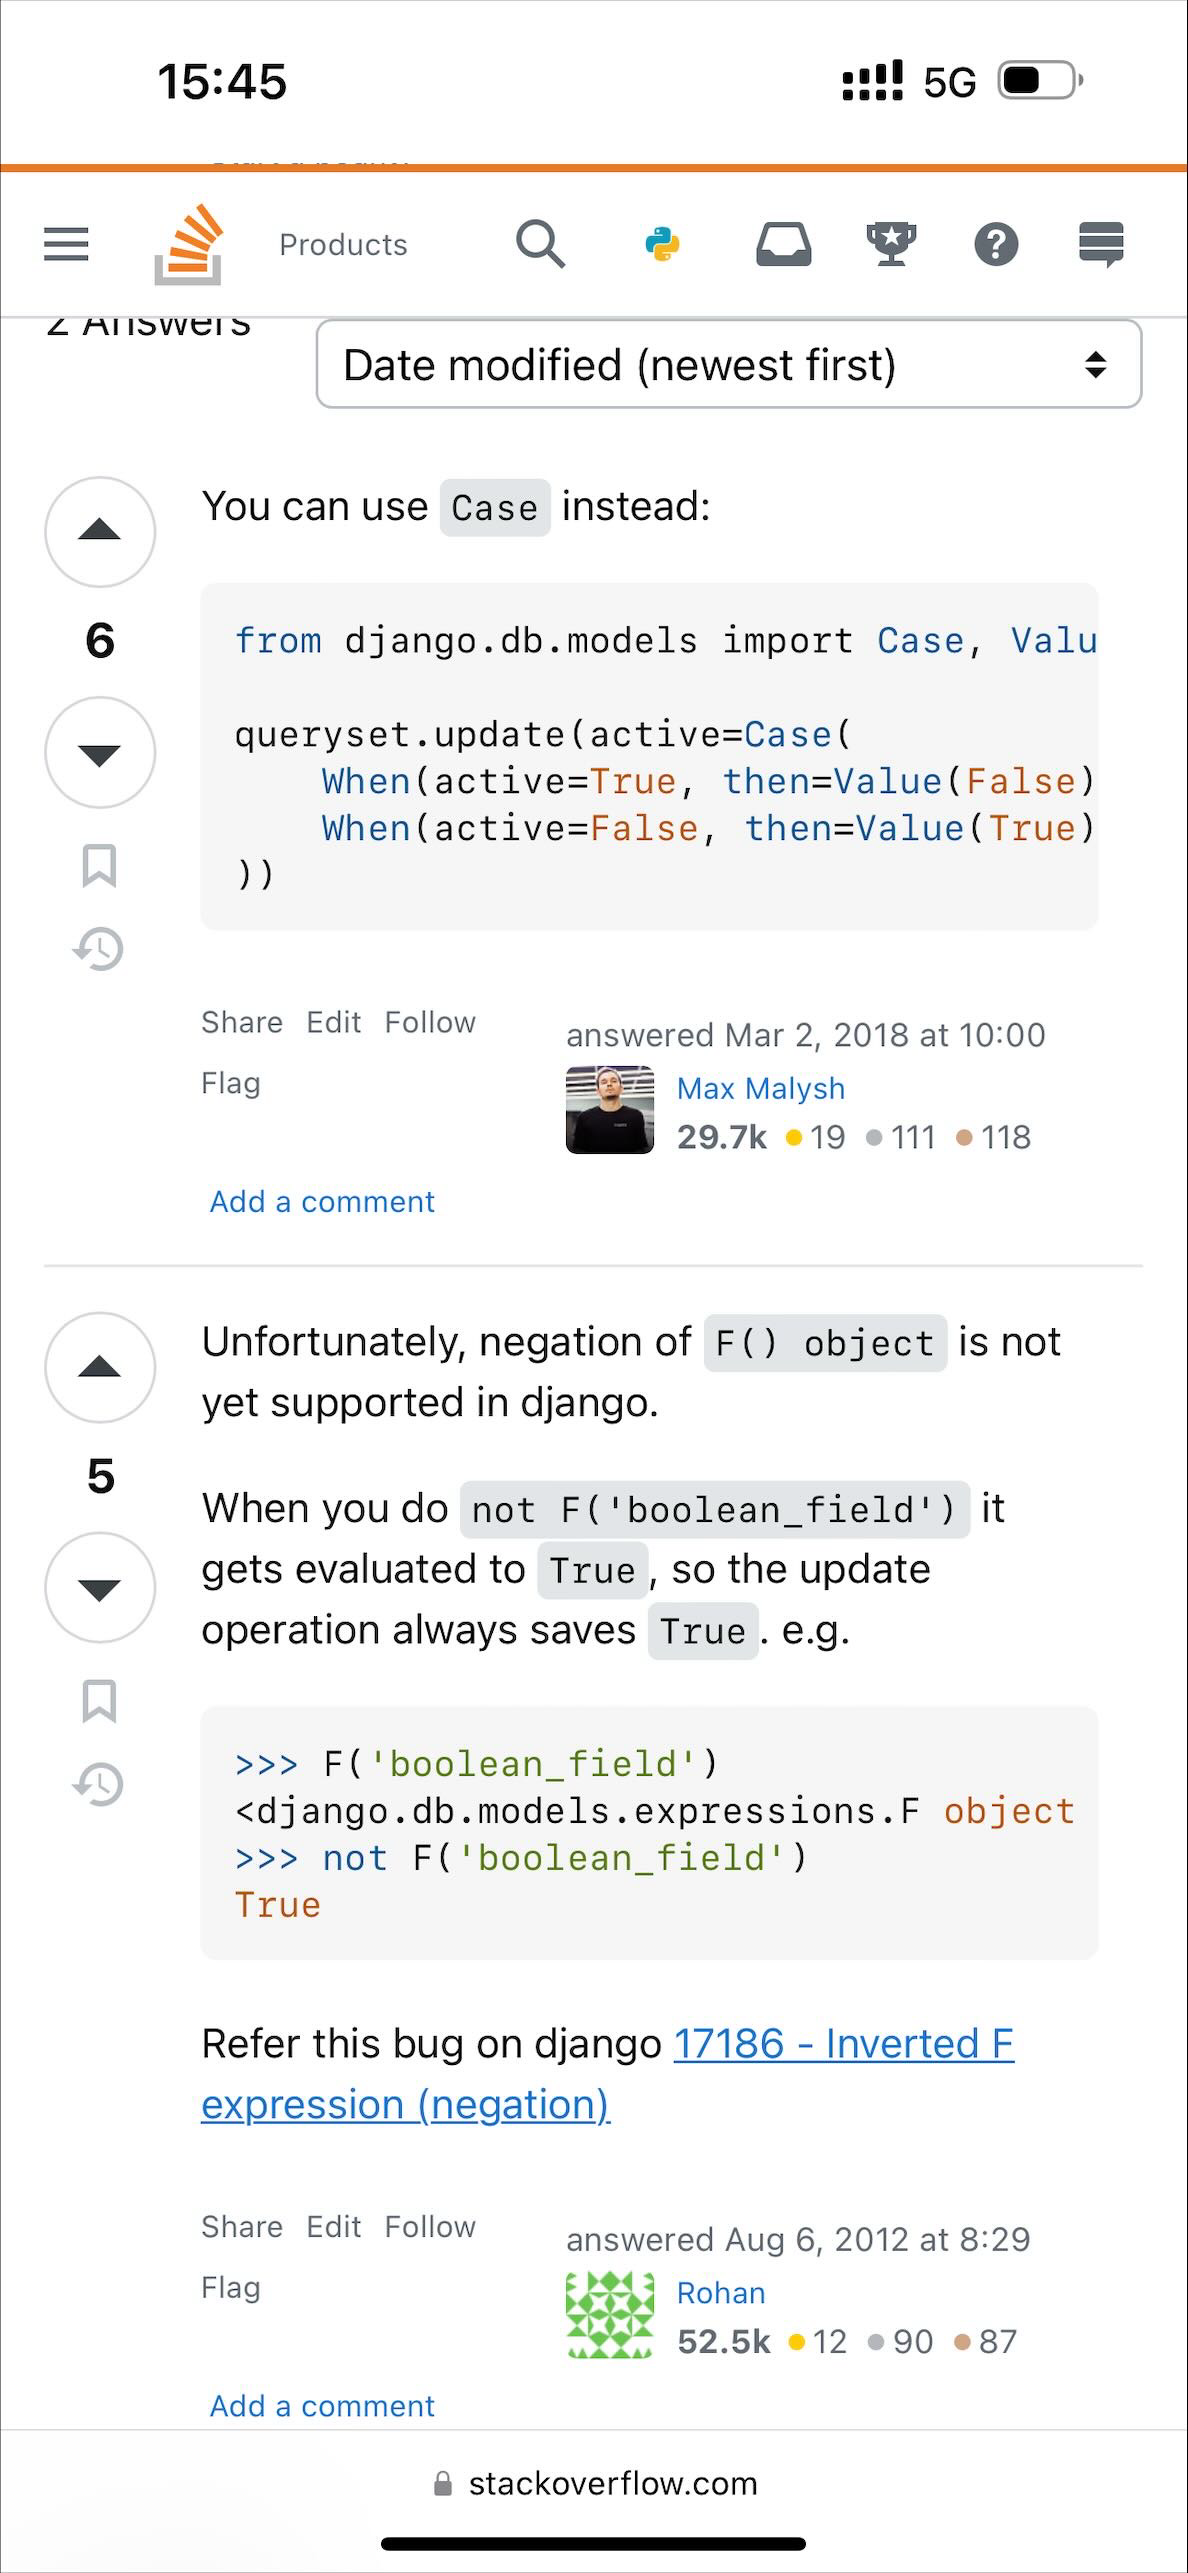 15:45 5G
Products
2 Answers
Date modified (newest first)
You can use Case instead:
6
from django.db.models import Case, Valu
queryset.update(active=Case(
    When(active=True, then=Value(False)
    When(active=False, then=Value(True)
))
Share Edit Follow
Flag
answered Mar 2, 2018 at 10:00
Max Malysh
29.7k 19 111 118
Add a comment
Unfortunately, negation of F() object is not
yet supported in django.
5
When you do not F('boolean_field') it
gets evaluated to True, so the update
operation always saves True. e.g.
>>> F('boolean_field')
<django.db.models.expressions.F object
>>> not F('boolean_field')
True
Refer this bug on django 17186 - Inverted F
expression (negation)
Share Edit Follow
Flag
answered Aug 6, 2012 at 8:29
Rohan
52.5k 12 90 87
Add a comment
stackoverflow.com